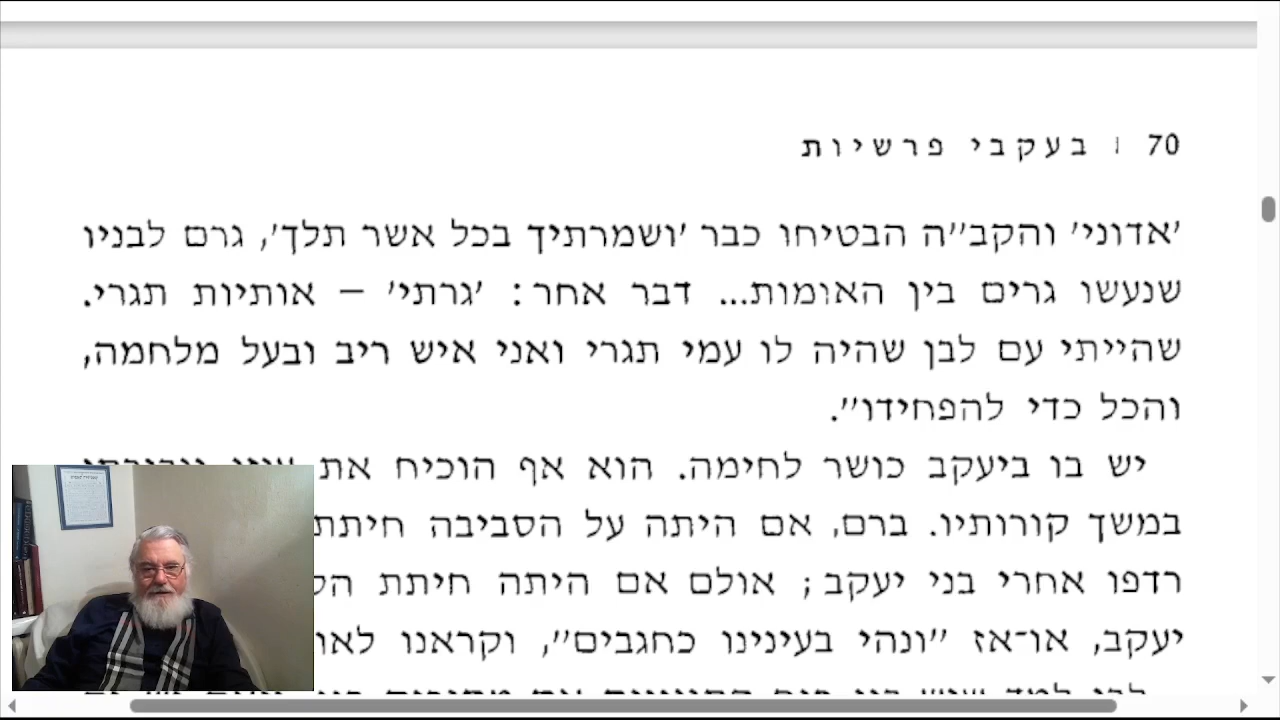 70 | בעקבי פרשיות
'אדוני' והקב״ה הבטיחו כבר 'ושמרתיך בכל אשר תלך', גרם לבניו
שנעשו גרים בין האומות... דבר אחר: 'גרתי' – אותיות תגרי.
שהייתי עם לבן שהיה לו עמי תגרי ואני איש ריב ובעל מלחמה,
והכל כדי להפחידו״.
יש בו ביעקב כושר לחימה. הוא אף הוכיח את
במשך קורותיו. ברם, אם היתה על הסביבה חיתת
רדפו אחרי בני יעקב; אולם אם היתה חיתת
יעקב, או־אז ״ונהי בעינינו כחגבים״, וקראנו